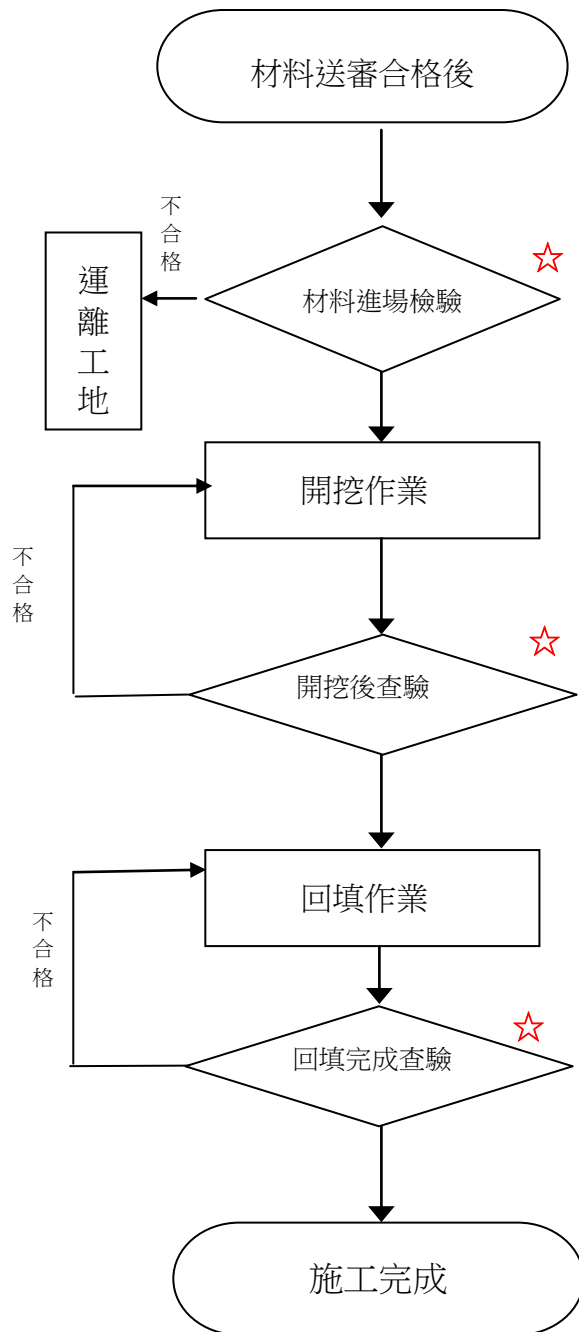 材料送審合格後
不合格
運離工地
材料進場檢驗
開挖作業
不合格
開挖後查驗
回填作業
不合格
回填完成查驗
施工完成